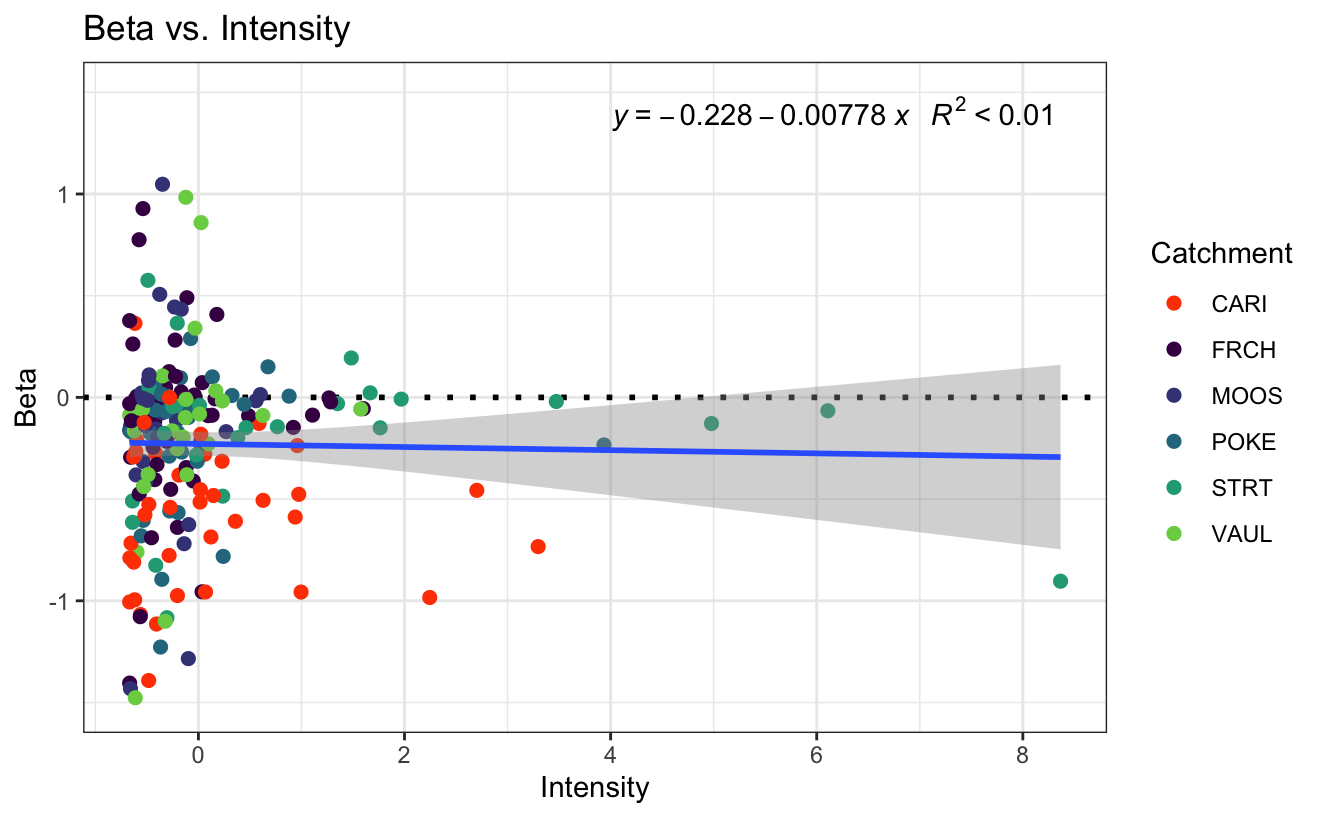 Beta vs. Intensity
y = − 0.228 − 0.00778 x R² < 0.01
1
0
-1
Beta
0 2 4 6 8
Intensity
Catchment
CARI
FRCH
MOOS
POKE
STRT
VAUL